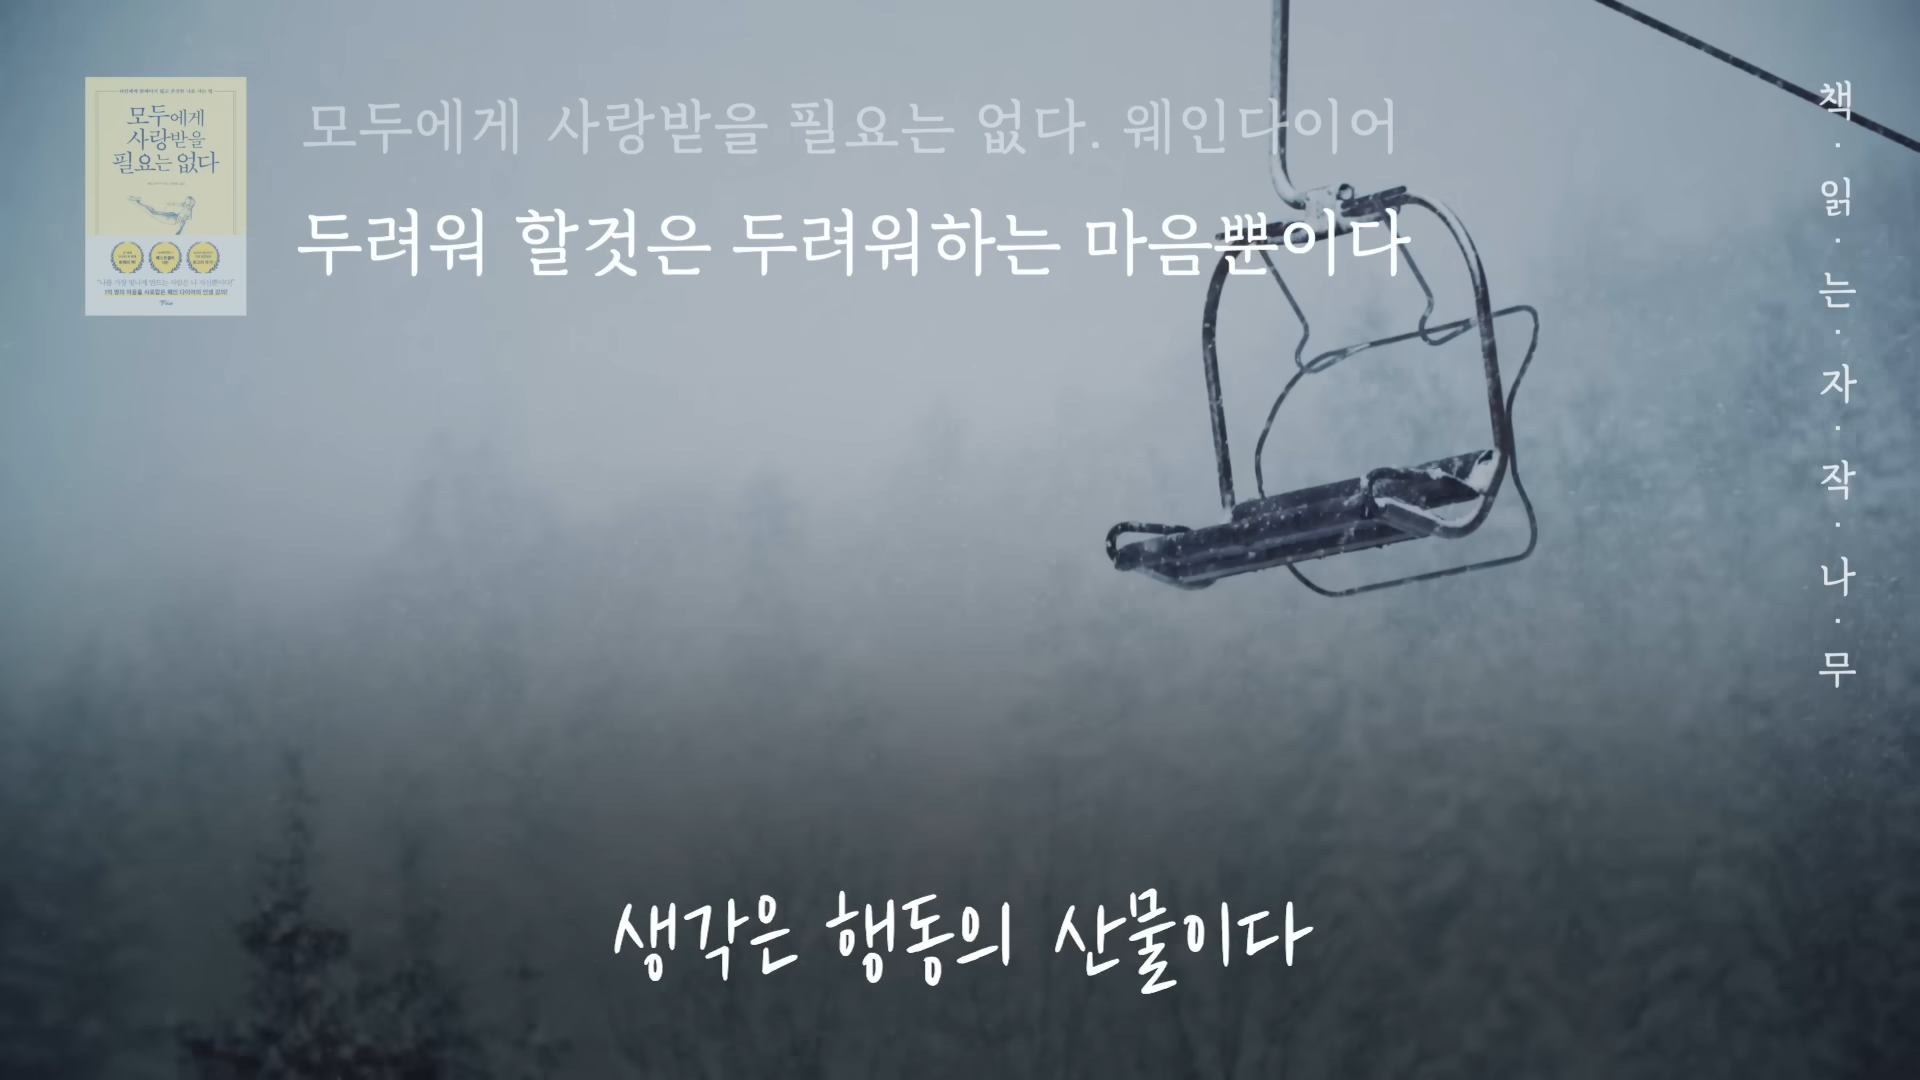 모두에게
사랑받을
필요는 없다
모두에게 사랑받을 필요는 없다. 웨인다이어
두려워 할것은 두려워하는 마음뿐이다
책·읽·는·자·작·나·무
생각은 행동의 산물이다